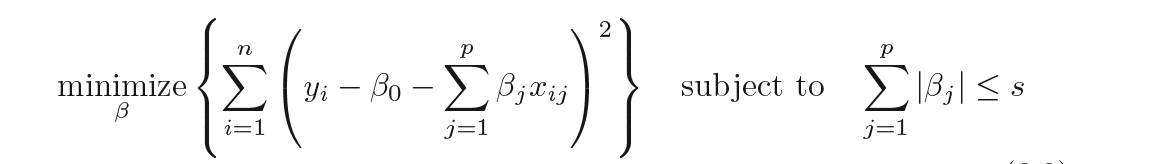 minimize_β { ∑_{i=1}^{n} ( y_i − β_0 − ∑_{j=1}^{p} β_j x_{ij} )^2 } subject to ∑_{j=1}^{p} |β_j| ≤ s